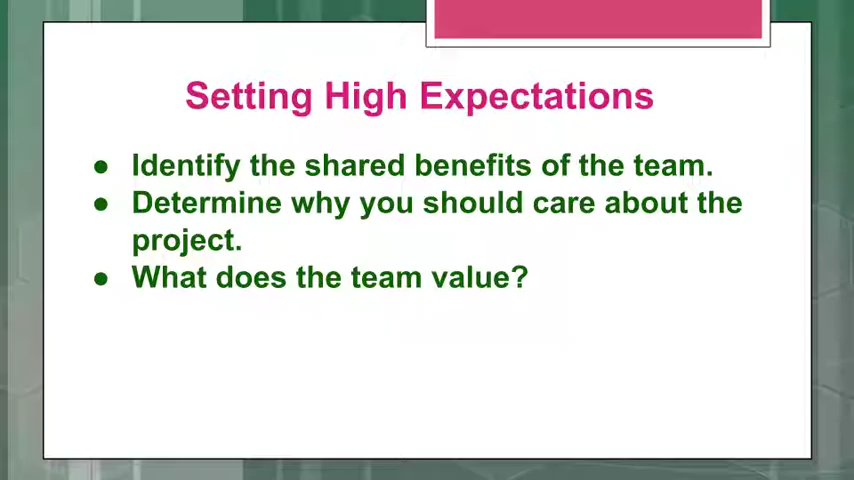 Setting High Expectations
● Identify the shared benefits of the team.
● Determine why you should care about the
project.
● What does the team value?